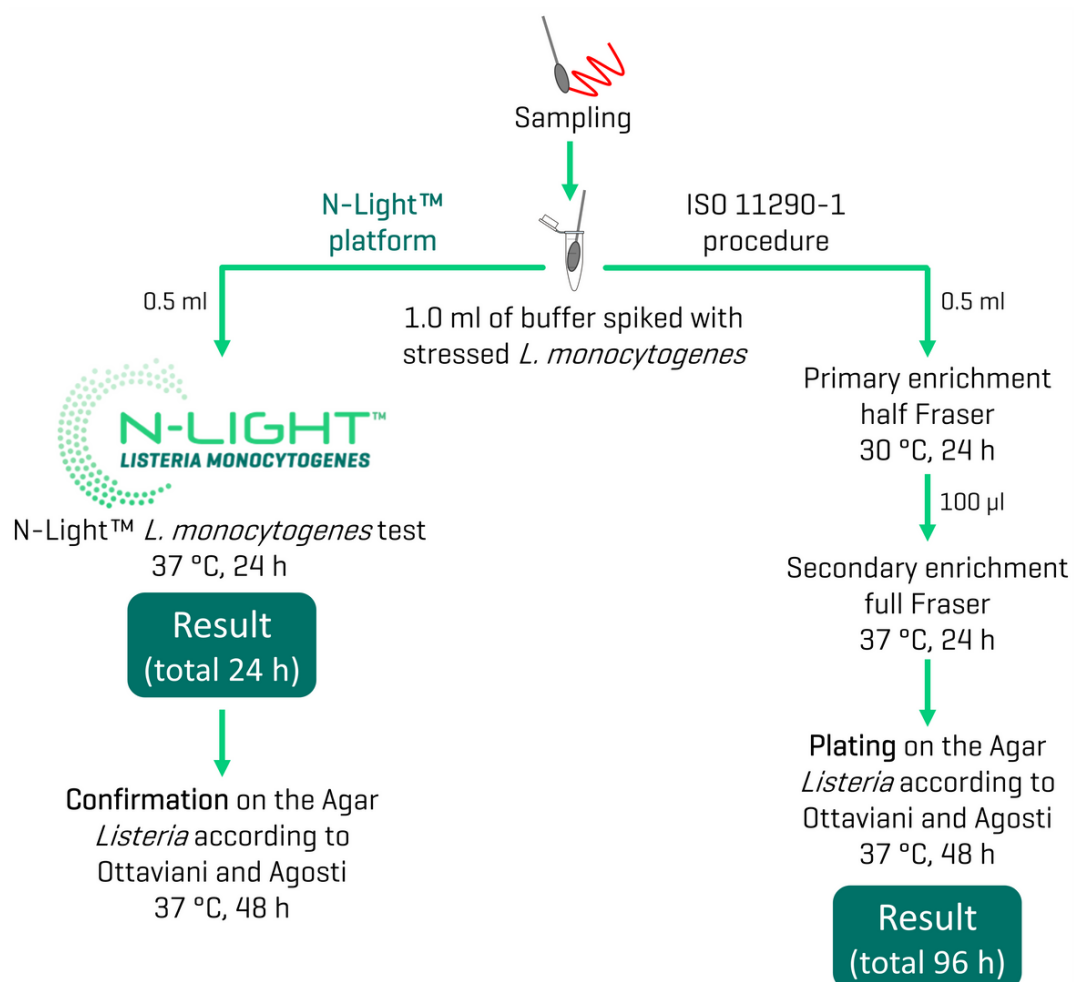 Sampling
N-Light™
platform
ISO 11290-1
procedure
0.5 ml
1.0 ml of buffer spiked with
stressed L. monocytogenes
0.5 ml
N-LIGHT™
LISTERIA MONOCYTOGENES
N-Light™ L. monocytogenes test
37 °C, 24 h
Result
(total 24 h)
Confirmation on the Agar
Listeria according to
Ottaviani and Agosti
37 °C, 48 h
Primary enrichment
half Fraser
30 °C, 24 h
100 µl
Secondary enrichment
full Fraser
37 °C, 24 h
Plating on the Agar
Listeria according to
Ottaviani and Agosti
37 °C, 48 h
Result
(total 96 h)